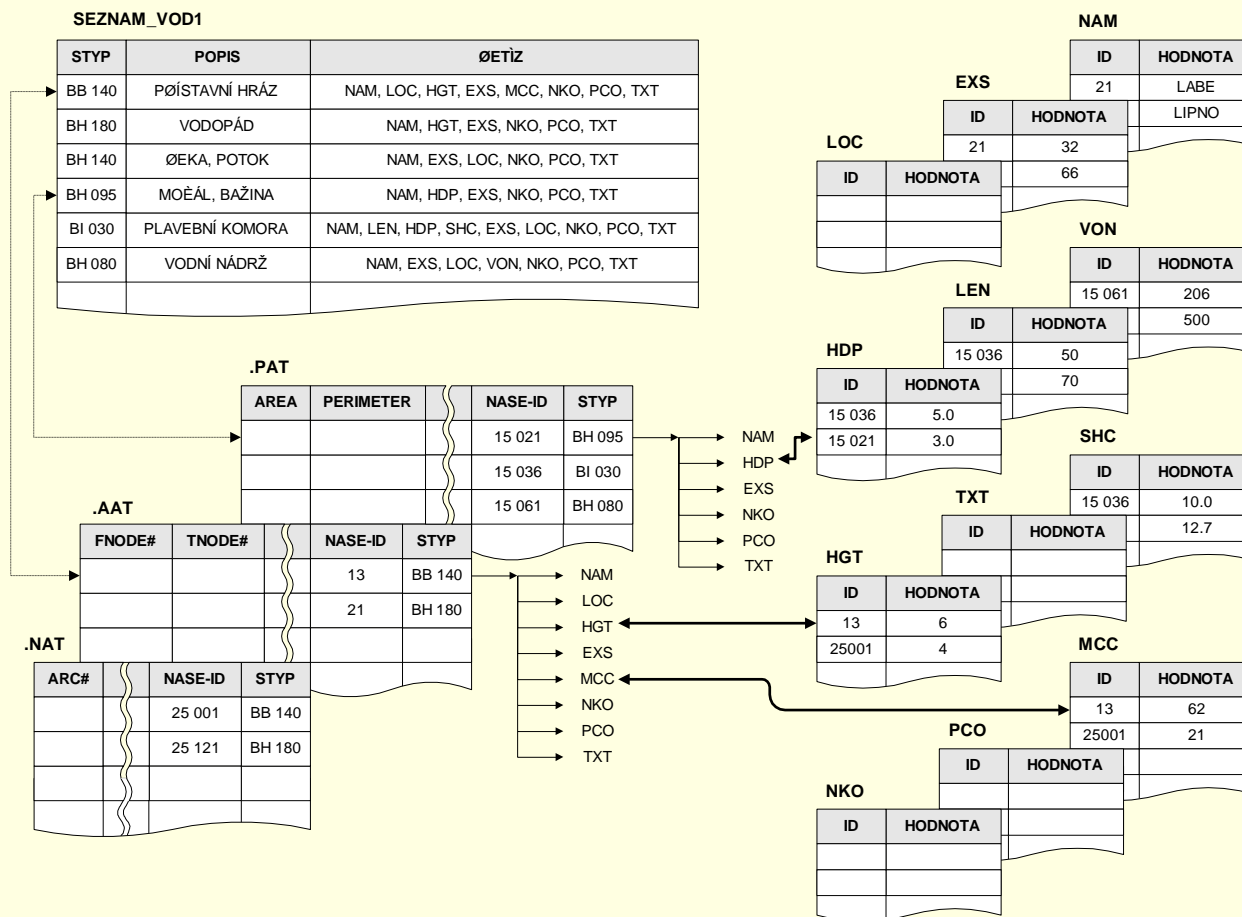 SEZNAM_VOD1
STYP POPIS ØETÌZ
BB 140 PØÍSTAVNÍ HRÁZ NAM, LOC, HGT, EXS, MCC, NKO, PCO, TXT
BH 180 VODOPÁD NAM, HGT, EXS, NKO, PCO, TXT
BH 140 ØEKA, POTOK NAM, EXS, LOC, NKO, PCO, TXT
BH 095 MOÈÁL, BAŽINA NAM, HDP, EXS, NKO, PCO, TXT
BI 030 PLAVEBNÍ KOMORA NAM, LEN, HDP, SHC, EXS, LOC, NKO, PCO, TXT
BH 080 VODNÍ NÁDRŽ NAM, EXS, LOC, VON, NKO, PCO, TXT
NAM
ID HODNOTA
21 LABE
LIPNO
EXS
ID HODNOTA
21 32
66
LOC
ID HODNOTA
VON
ID HODNOTA
15 061 206
500
LEN
ID HODNOTA
15 036 50
70
HDP
ID HODNOTA
15 036 5.0
15 021 3.0
.PAT
AREA PERIMETER NASE-ID STYP
15 021 BH 095
15 036 BI 030
15 061 BH 080
NAM
HDP
EXS
NKO
PCO
TXT
SHC
ID HODNOTA
15 036 10.0
12.7
TXT
ID HODNOTA
HGT
ID HODNOTA
13 6
25001 4
.AAT
FNODE# TNODE# NASE-ID STYP
13 BB 140
21 BH 180
NAM
LOC
HGT
EXS
MCC
NKO
PCO
TXT
.NAT
ARC# NASE-ID STYP
25 001 BB 140
25 121 BH 180
MCC
ID HODNOTA
13 62
25001 21
PCO
ID HODNOTA
NKO
ID HODNOTA